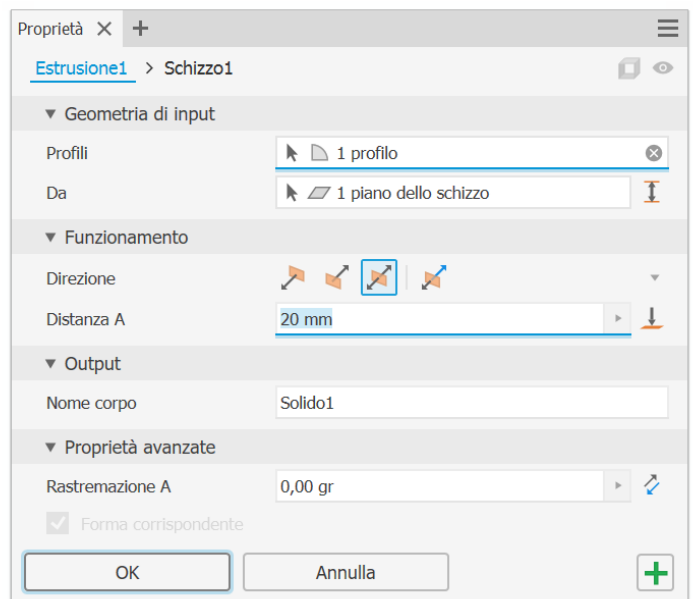 Proprietà
Estrusione1 > Schizzo1
Geometria di input
Profili 1 profilo
Da 1 piano dello schizzo
Funzionamento
Direzione
Distanza A 20 mm
Output
Nome corpo Solido1
Proprietà avanzate
Rastremazione A 0,00 gr
Forma corrispondente
OK Annulla